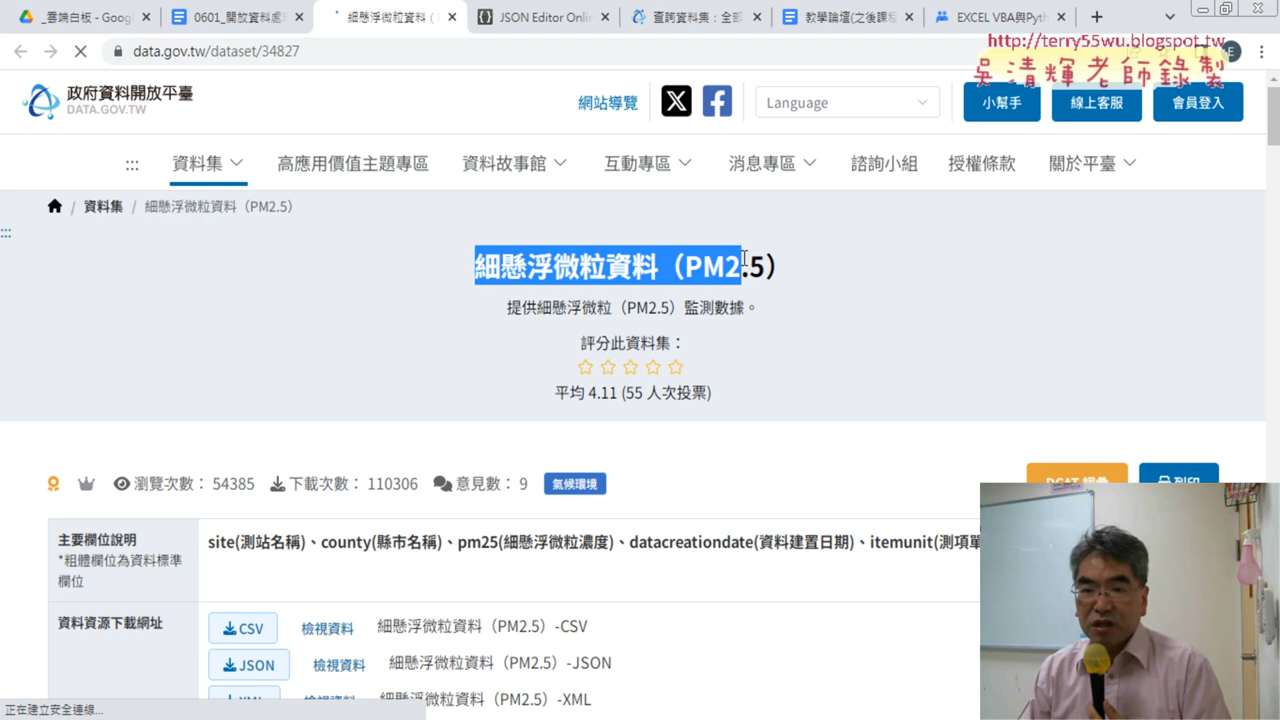 _雲端白板 - Goog
0601_開放資料處
細懸浮微粒資料（
JSON Editor Onli
查詢資料集：全部
教學論壇(之後課程
EXCEL VBA與Pyth
data.gov.tw/dataset/34827
http://terry55wu.blogspot.tw
吳清輝老師錄製
E
政府資料開放平臺
DATA.GOV.TW
網站導覽
Language
小幫手
線上客服
會員登入
資料集
高應用價值主題專區
資料故事館
互動專區
消息專區
諮詢小組
授權條款
關於平臺
/ 資料集 / 細懸浮微粒資料（PM2.5）
細懸浮微粒資料（PM2.5）
提供細懸浮微粒（PM2.5）監測數據。
評分此資料集：
平均 4.11 (55 人次投票)
瀏覽次數： 54385
下載次數： 110306
意見數： 9
氣候環境
DCAT 詞彙
列印
主要欄位說明
*粗體欄位為資料標準
欄位
site(測站名稱)、county(縣市名稱)、pm25(細懸浮微粒濃度)、datacreationdate(資料建置日期)、itemunit(測項單
資料資源下載網址
CSV
檢視資料
細懸浮微粒資料（PM2.5）-CSV
JSON
檢視資料
細懸浮微粒資料（PM2.5）-JSON
XML
檢視資料
細懸浮微粒資料（PM2.5）-XML
正在建立安全連線...